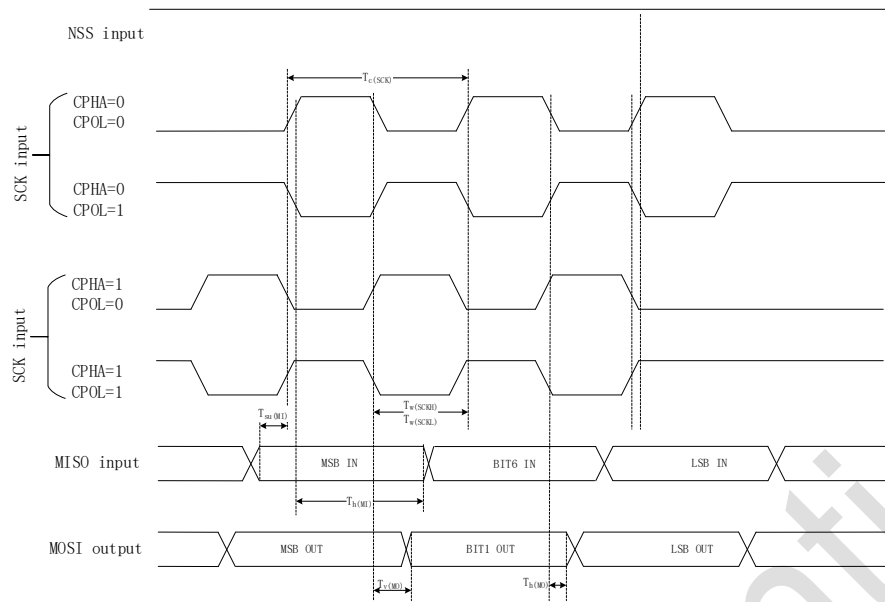 NSS input
Tc(SCK)
SCK input
CPHA=0
CPOL=0
CPHA=0
CPOL=1
SCK input
CPHA=1
CPOL=0
CPHA=1
CPOL=1
Tw(SCKH)
Tw(SCKL)
Tsu(MI)
MISO input
MSB IN
BIT6 IN
LSB IN
Th(MI)
MOSI output
MSB OUT
BIT1 OUT
LSB OUT
Tv(MO)
Th(MO)